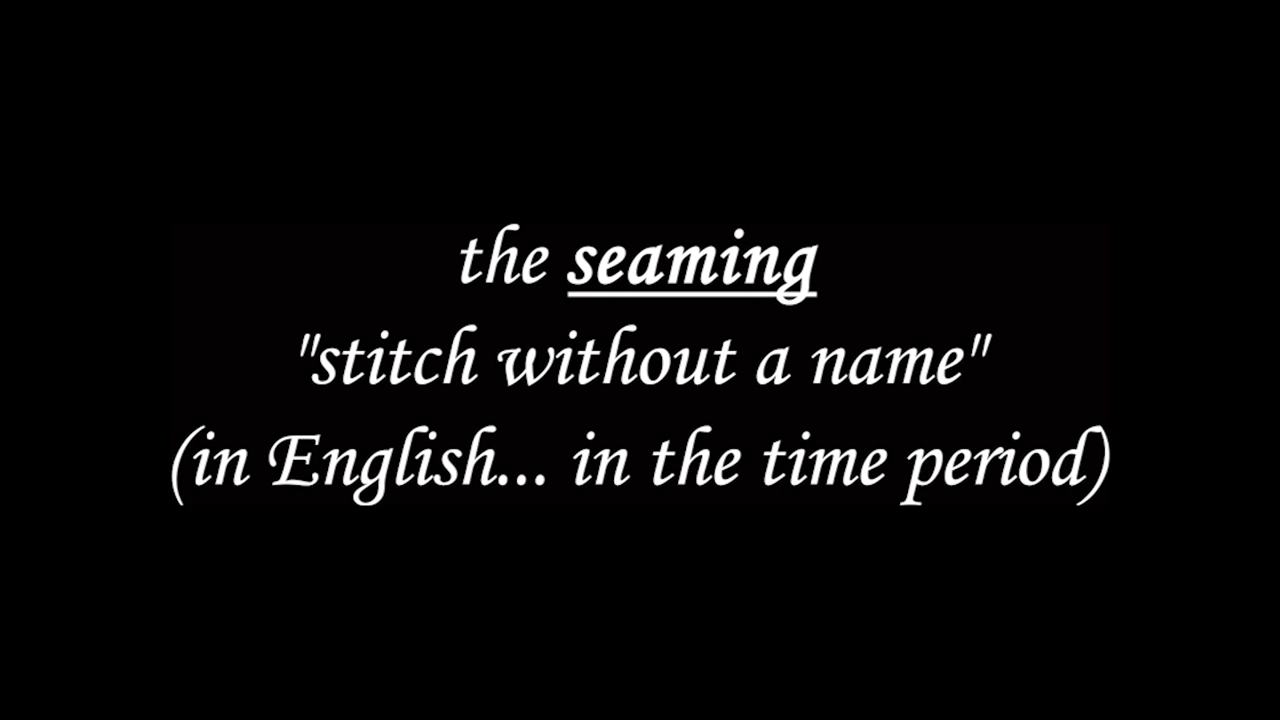 the seaming
"stitch without a name"
(in English... in the time period)